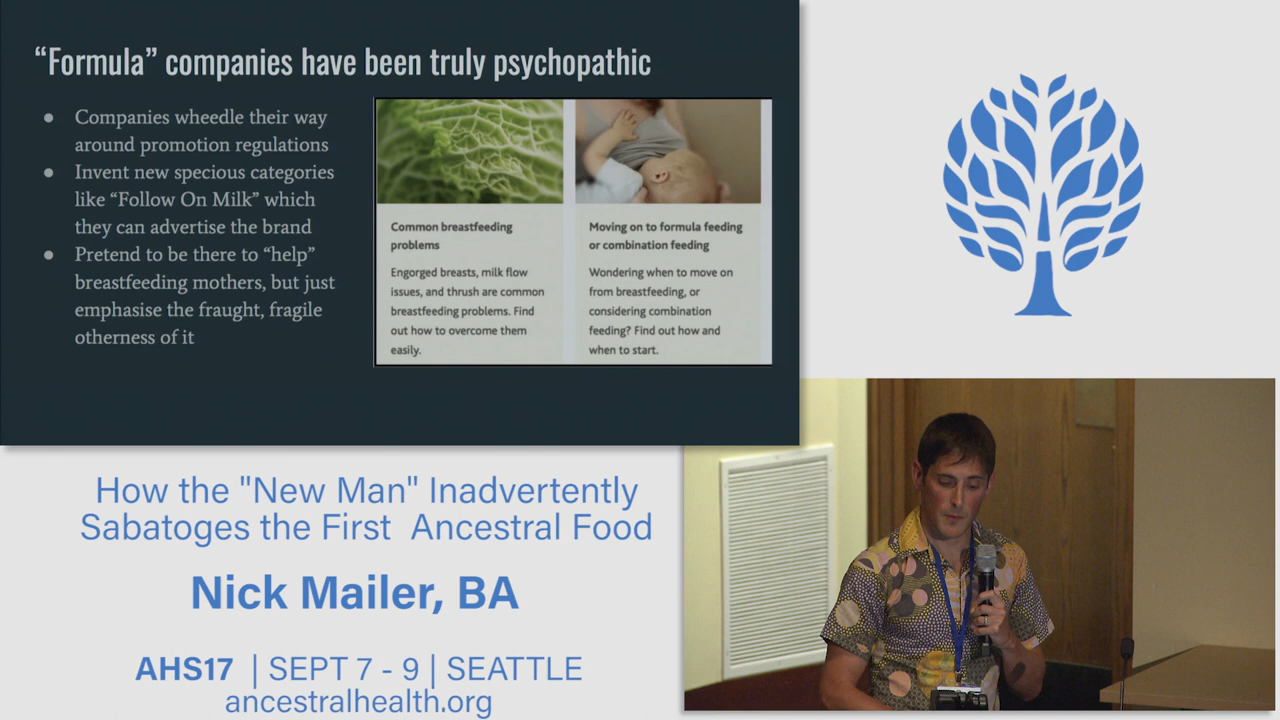 “Formula” companies have been truly psychopathic
● Companies wheedle their way
around promotion regulations
● Invent new specious categories
like “Follow On Milk” which
they can advertise the brand
● Pretend to be there to “help”
breastfeeding mothers, but just
emphasise the fraught, fragile
otherness of it
Common breastfeeding
problems
Engorged breasts, milk flow
issues, and thrush are common
breastfeeding problems. Find
out how to overcome them
easily.
Moving on to formula feeding
or combination feeding
Wondering when to move on
from breastfeeding, or
considering combination
feeding? Find out how and
when to start.
How the "New Man" Inadvertently
Sabatoges the First Ancestral Food
Nick Mailer, BA
AHS17 | SEPT 7 - 9 | SEATTLE
ancestralhealth.org